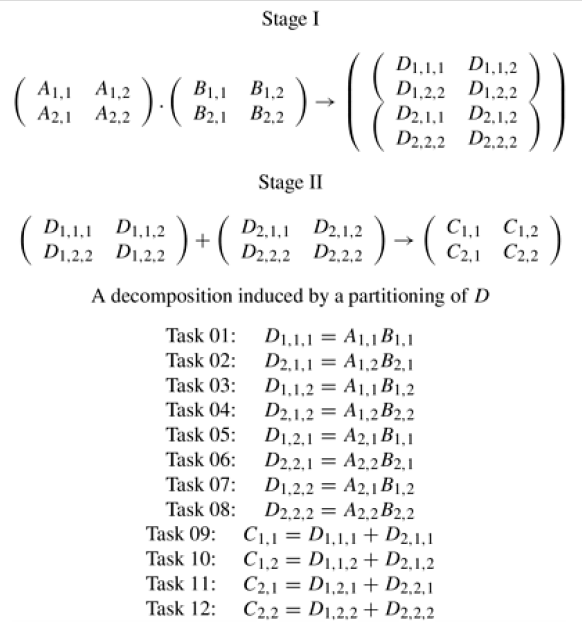 Stage I
( A1,1 A1,2 ) . ( B1,1 B1,2 ) → ( ( D1,1,1 D1,1,2 ) )
( A2,1 A2,2 ) ( B2,1 B2,2 ) ( ( D1,2,2 D1,2,2 ) )
( ( D2,1,1 D2,1,2 ) )
( ( D2,2,2 D2,2,2 ) )
Stage II
( D1,1,1 D1,1,2 ) + ( D2,1,1 D2,1,2 ) → ( C1,1 C1,2 )
( D1,2,2 D1,2,2 ) ( D2,2,2 D2,2,2 ) ( C2,1 C2,2 )
A decomposition induced by a partitioning of D
Task 01: D1,1,1 = A1,1B1,1
Task 02: D2,1,1 = A1,2B2,1
Task 03: D1,1,2 = A1,1B1,2
Task 04: D2,1,2 = A1,2B2,2
Task 05: D1,2,1 = A2,1B1,1
Task 06: D2,2,1 = A2,2B2,1
Task 07: D1,2,2 = A2,1B1,2
Task 08: D2,2,2 = A2,2B2,2
Task 09: C1,1 = D1,1,1 + D2,1,1
Task 10: C1,2 = D1,1,2 + D2,1,2
Task 11: C2,1 = D1,2,1 + D2,2,1
Task 12: C2,2 = D1,2,2 + D2,2,2